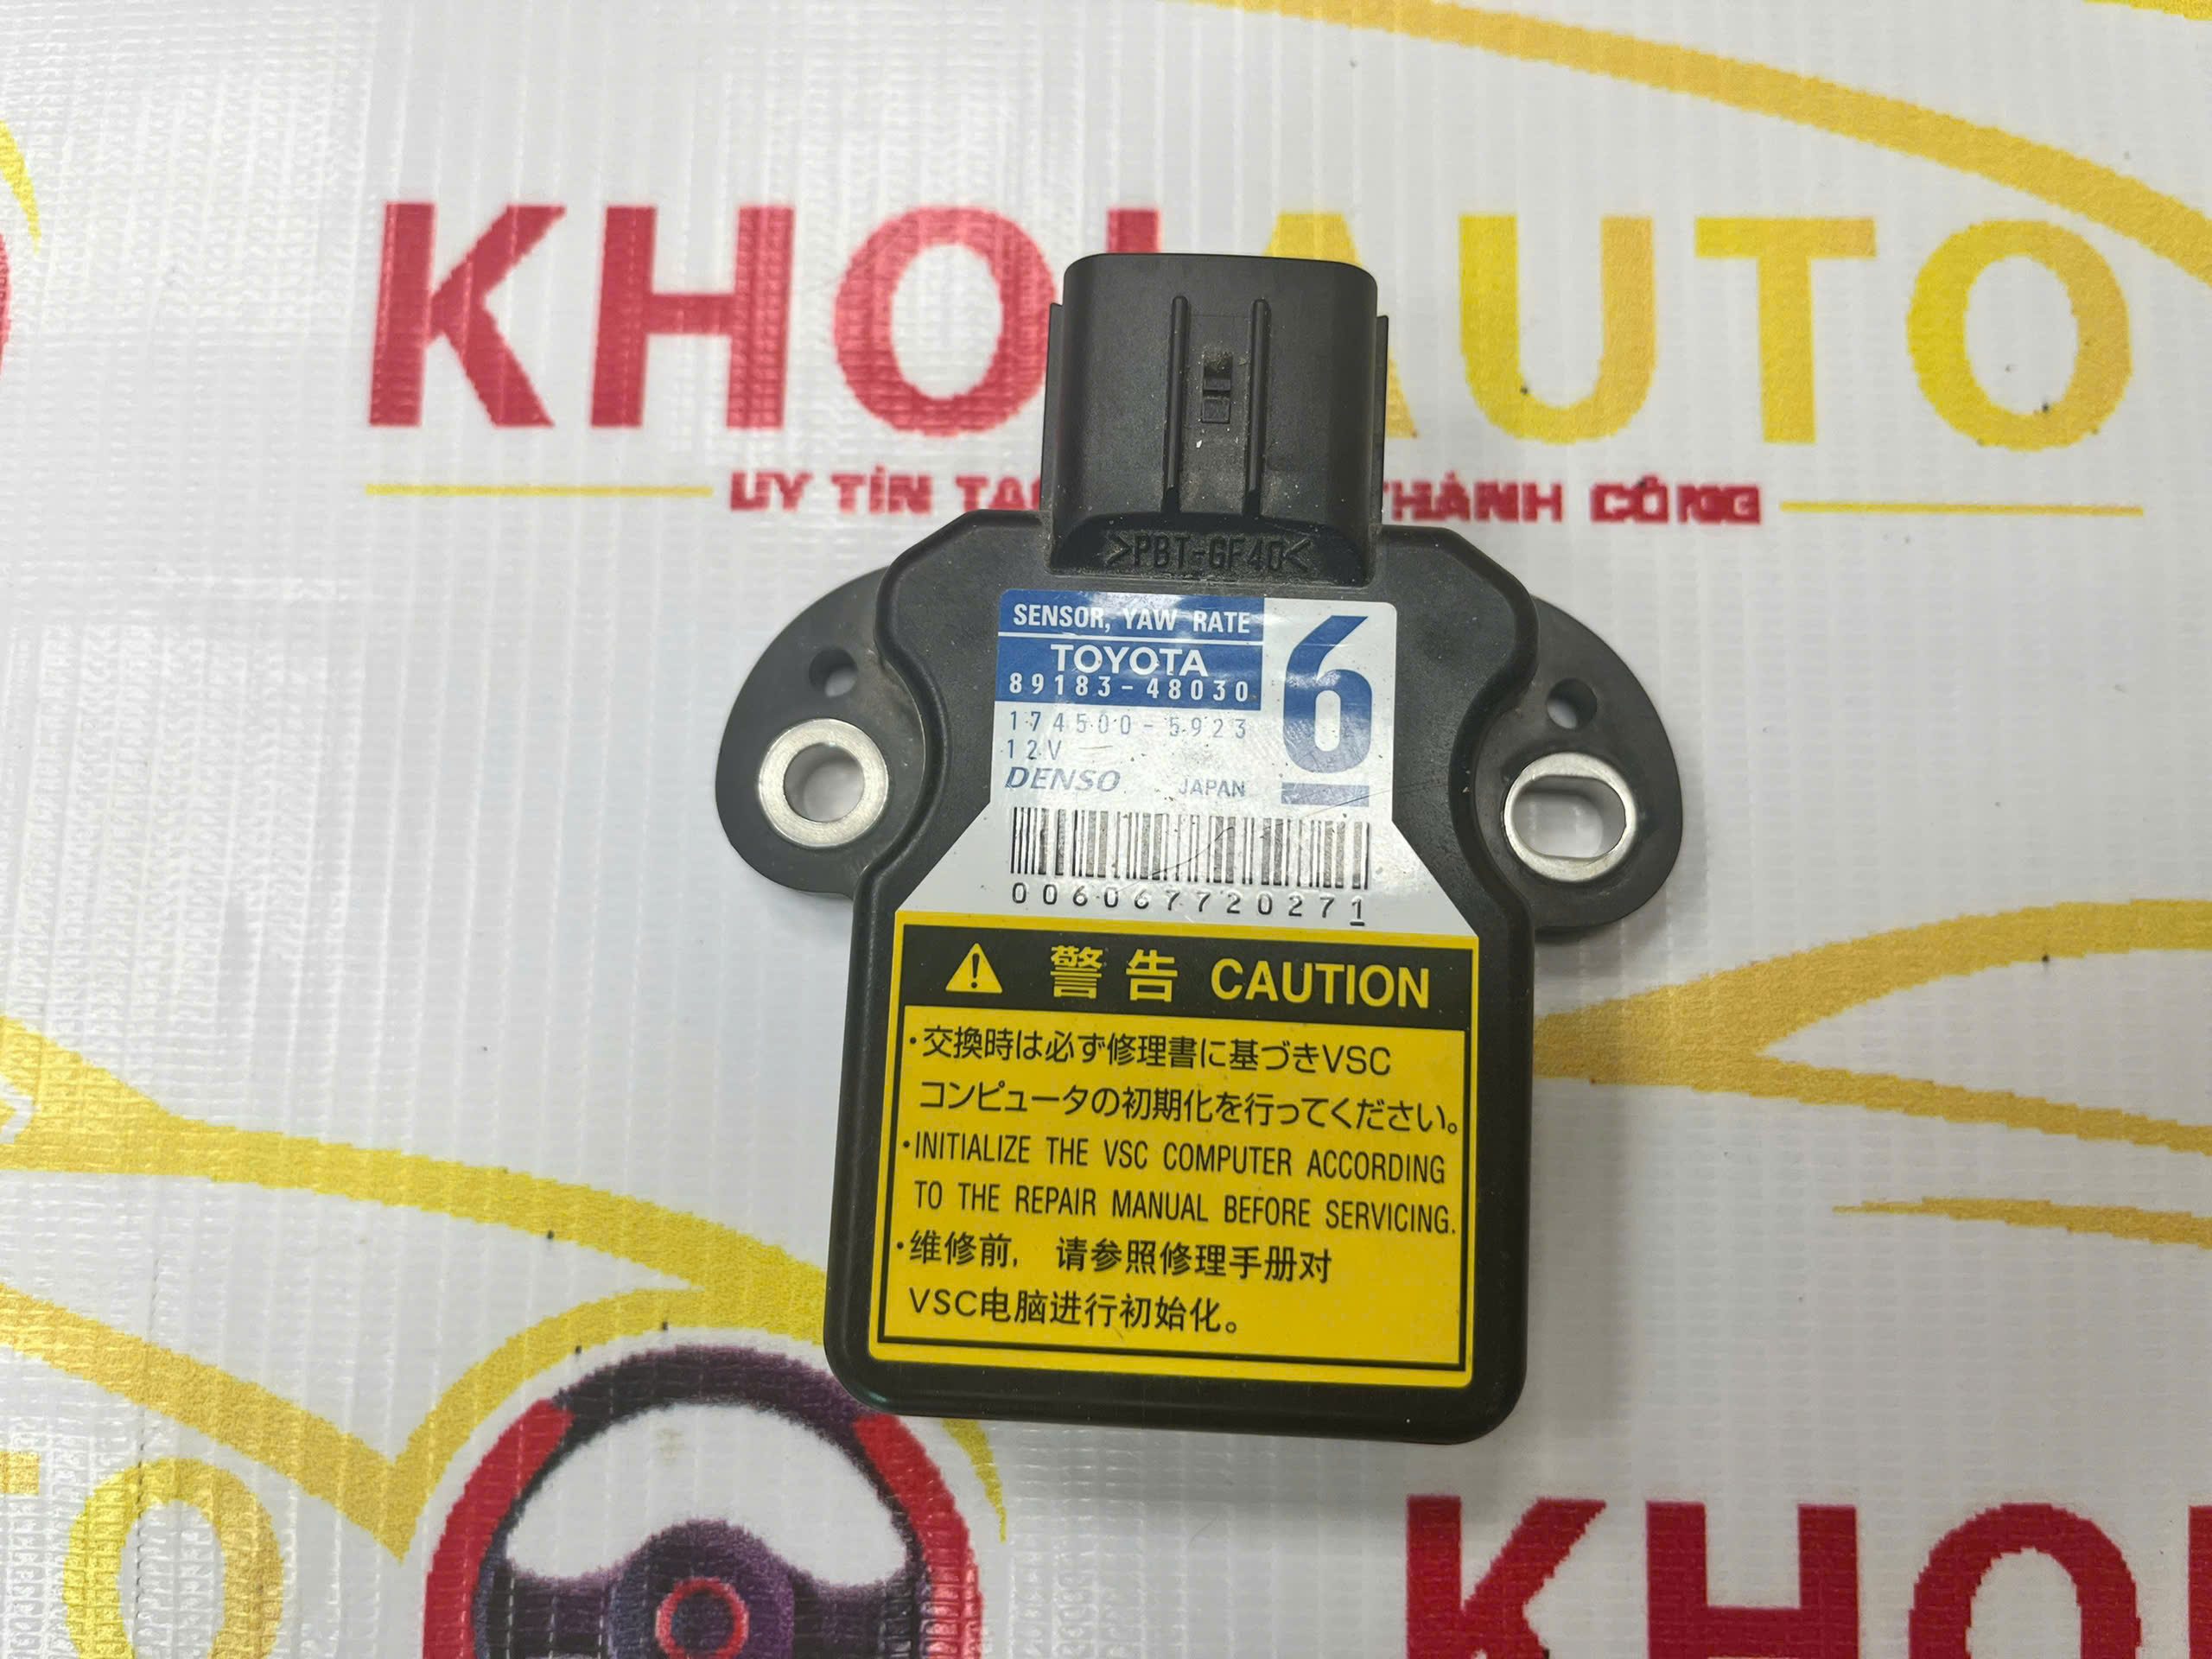 KHOI AUTO
UY TÍN THÀNH CÔNG
>PBT-GF40<
SENSOR, YAW RATE
TOYOTA
89183-48030
6
174500-5923
12V
DENSO JAPAN
006067720271
警告 CAUTION
・交換時は必ず修理書に基づきVSC
コンピュータの初期化を行ってください。
・INITIALIZE THE VSC COMPUTER ACCORDING
TO THE REPAIR MANUAL BEFORE SERVICING.
・维修前, 请参照修理手册对
VSC电脑进行初始化。
TO
KHO